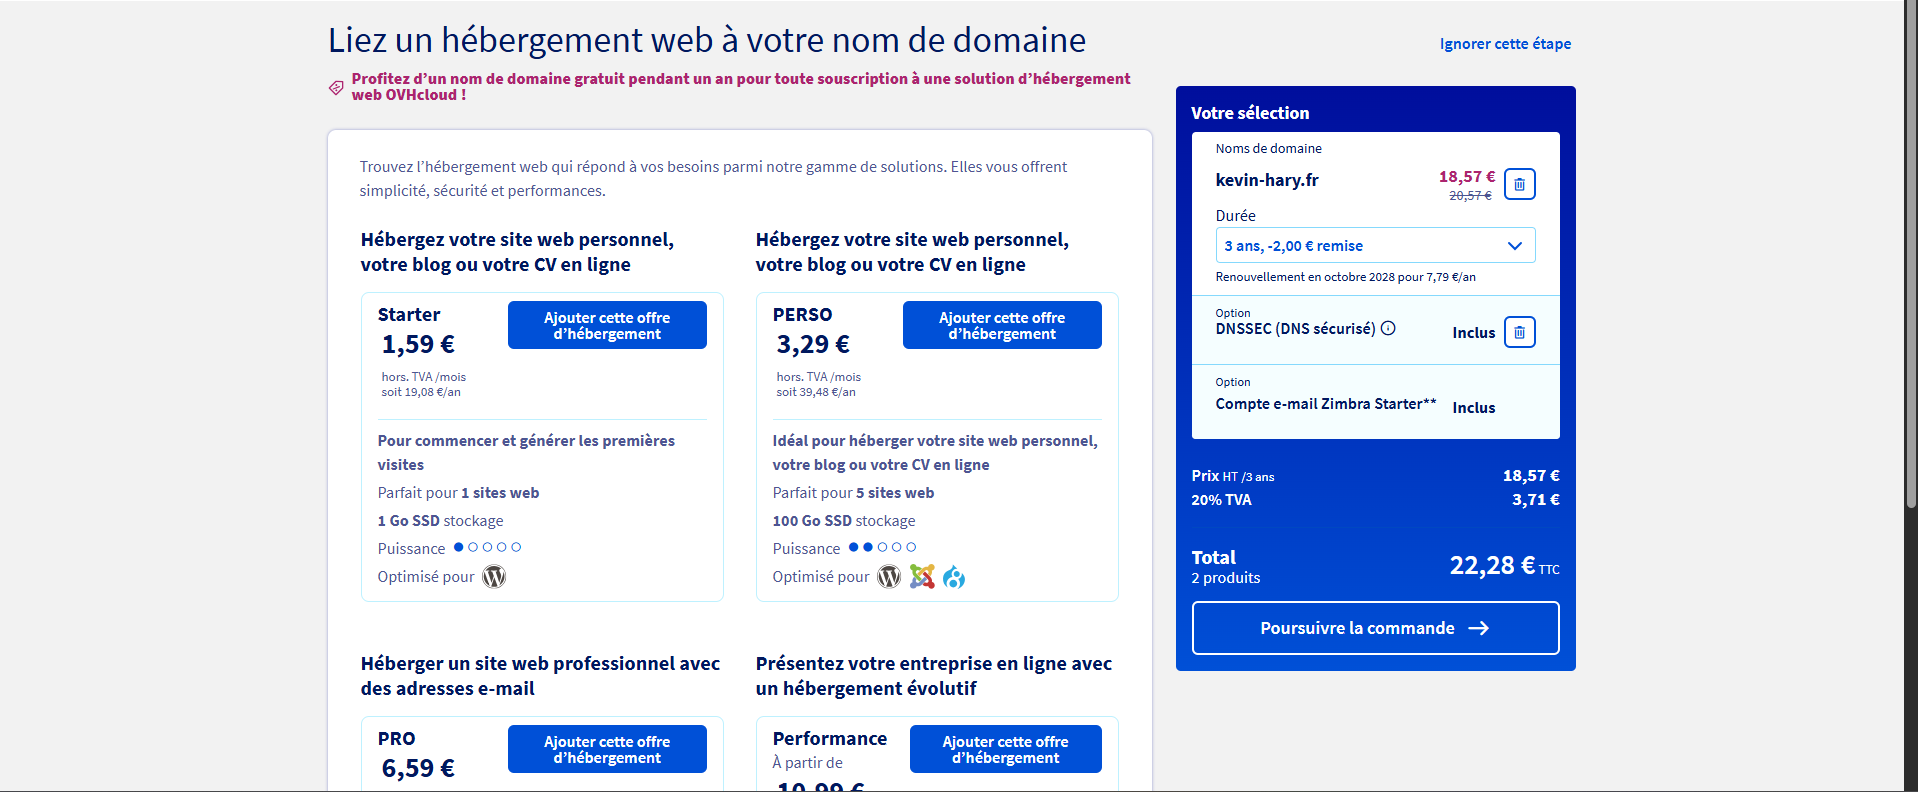 Liez un hébergement web à votre nom de domaine
Ignorer cette étape
Profitez d’un nom de domaine gratuit pendant un an pour toute souscription à une solution d’hébergement
web OVHcloud !
Trouvez l’hébergement web qui répond à vos besoins parmi notre gamme de solutions. Elles vous offrent
simplicité, sécurité et performances.
Hébergez votre site web personnel,
votre blog ou votre CV en ligne
Starter
1,59 €
Ajouter cette offre
d’hébergement
hors. TVA /mois
soit 19,08 €/an
Pour commencer et générer les premières
visites
Parfait pour 1 sites web
1 Go SSD stockage
Puissance
Optimisé pour
Hébergez votre site web personnel,
votre blog ou votre CV en ligne
PERSO
3,29 €
Ajouter cette offre
d’hébergement
hors. TVA /mois
soit 39,48 €/an
Idéal pour héberger votre site web personnel,
votre blog ou votre CV en ligne
Parfait pour 5 sites web
100 Go SSD stockage
Puissance
Optimisé pour
Héberger un site web professionnel avec
des adresses e-mail
PRO
6,59 €
Ajouter cette offre
d’hébergement
Présentez votre entreprise en ligne avec
un hébergement évolutif
Performance
À partir de
10,99 €
Ajouter cette offre
d’hébergement
Votre sélection
Noms de domaine
kevin-hary.fr
18,57 €
20,57 €
Durée
3 ans, -2,00 € remise
Renouvellement en octobre 2028 pour 7,79 €/an
Option
DNSSEC (DNS sécurisé)
Inclus
Option
Compte e-mail Zimbra Starter**
Inclus
Prix HT /3 ans 18,57 €
20% TVA 3,71 €
Total
2 produits
22,28 € TTC
Poursuivre la commande